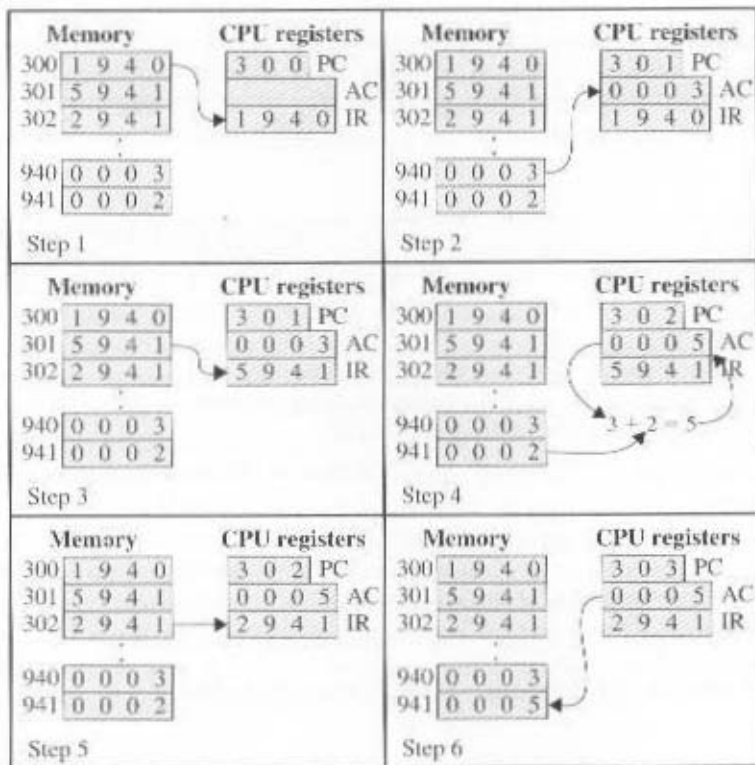 Memory CPU registers
300 1 9 4 0 3 0 0 PC
301 5 9 4 1 AC
302 2 9 4 1 1 9 4 0 IR
940 0 0 0 3
941 0 0 0 2
Step 1
Memory CPU registers
300 1 9 4 0 3 0 1 PC
301 5 9 4 1 0 0 0 3 AC
302 2 9 4 1 1 9 4 0 IR
940 0 0 0 3
941 0 0 0 2
Step 2
Memory CPU registers
300 1 9 4 0 3 0 1 PC
301 5 9 4 1 0 0 0 3 AC
302 2 9 4 1 5 9 4 1 IR
940 0 0 0 3
941 0 0 0 2
Step 3
Memory CPU registers
300 1 9 4 0 3 0 2 PC
301 5 9 4 1 0 0 0 5 AC
302 2 9 4 1 5 9 4 1 IR
940 0 0 0 3 3 + 2 = 5
941 0 0 0 2
Step 4
Memory CPU registers
300 1 9 4 0 3 0 2 PC
301 5 9 4 1 0 0 0 5 AC
302 2 9 4 1 2 9 4 1 IR
940 0 0 0 3
941 0 0 0 2
Step 5
Memory CPU registers
300 1 9 4 0 3 0 3 PC
301 5 9 4 1 0 0 0 5 AC
302 2 9 4 1 2 9 4 1 IR
940 0 0 0 3
941 0 0 0 5
Step 6